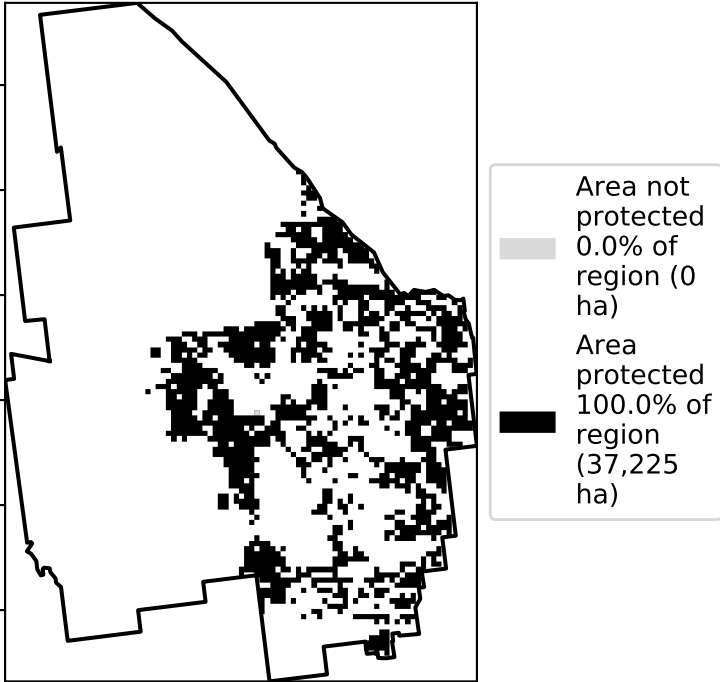 Area not
protected
0.0% of
region (0
ha)
Area
protected
100.0% of
region
(37,225
ha)